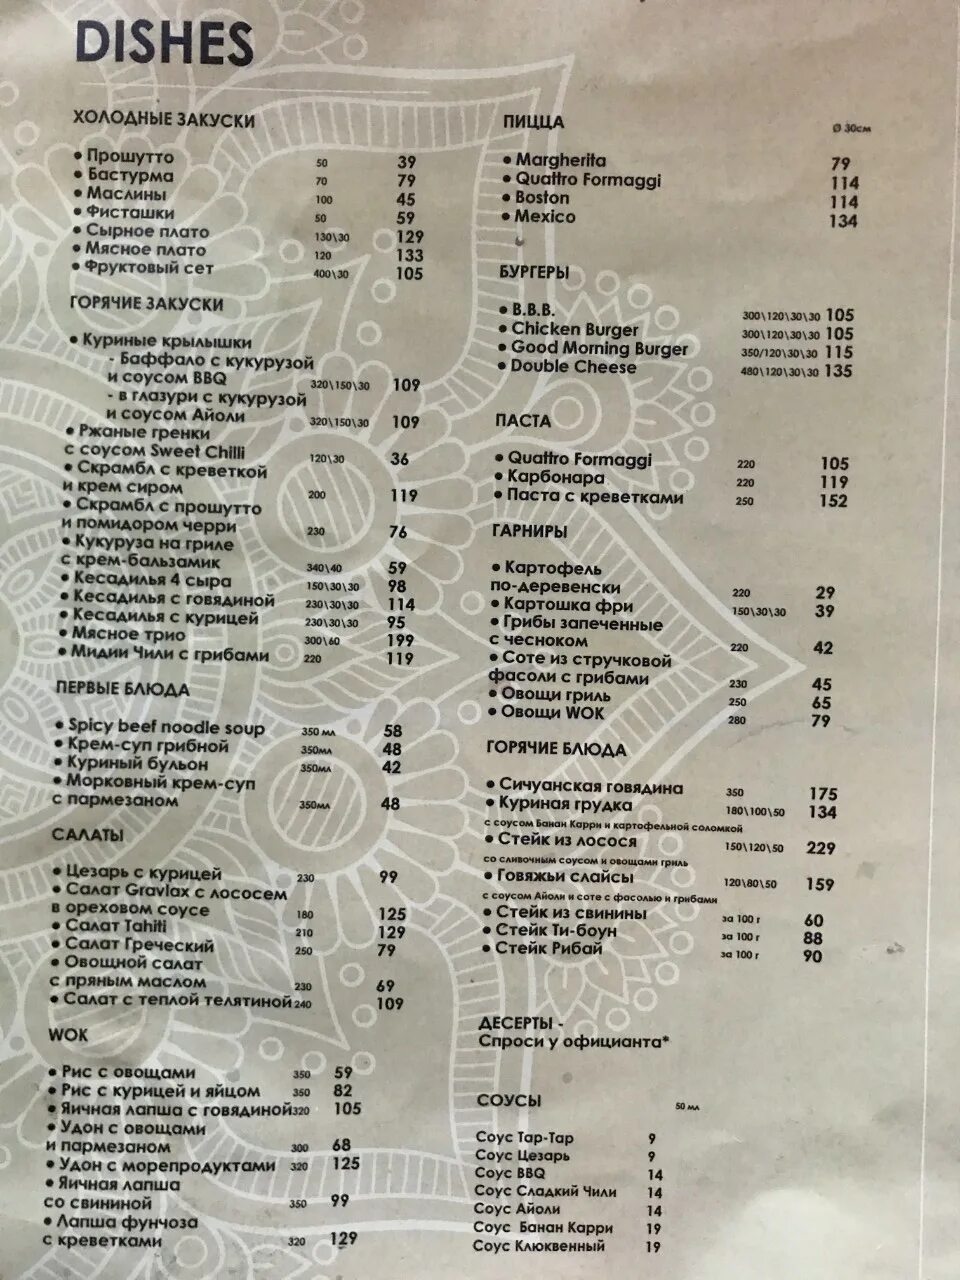 DISHES
ХОЛОДНЫЕ ЗАКУСКИ
• Прошутто 50 39
• Бастурма 70 79
• Маслины 100 45
• Фисташки 50 59
• Сырное плато 130\30 129
• Мясное плато 120 133
• Фруктовый сет 400\30 105
ГОРЯЧИЕ ЗАКУСКИ
• Куриные крылышки
- Баффало с кукурузой
и соусом BBQ 320\150\30 109
- в глазури с кукурузой
и соусом Айоли 320\150\30 109
• Ржаные гренки
с соусом Sweet Chilli 120\30 36
• Скрамбл с креветкой
и крем сиром 200 119
• Скрамбл с прошутто
и помидором черри 230 76
• Кукуруза на гриле
с крем-бальзамик 340\40 59
• Кесадилья 4 сыра 150\30\30 98
• Кесадилья с говядиной 230\30\30 114
• Кесадилья с курицей 230\30\30 95
• Мясное трио 300\60 199
• Мидии Чили с грибами 220 119
ПЕРВЫЕ БЛЮДА
• Spicy beef noodle soup 350 мл 58
• Крем-суп грибной 350мл 48
• Куриный бульон 350мл 42
• Морковный крем-суп
с пармезаном 350мл 48
САЛАТЫ
• Цезарь с курицей 230 99
• Салат Gravlax с лососем
в ореховом соусе 180 125
• Салат Tahiti 210 129
• Салат Греческий 250 79
• Овощной салат
с пряным маслом 230 69
• Салат с теплой телятиной 240 109
WOK
• Рис с овощами 350 59
• Рис с курицей и яйцом 350 82
• Яичная лапша с говядиной 320 105
• Удон с овощами
и пармезаном 300 68
• Удон с морепродуктами 320 125
• Яичная лапша
со свининой 350 99
• Лапша фунчоза
с креветками 320 129
ПИЦЦА Ø 30см
• Margherita 79
• Quattro Formaggi 114
• Boston 114
• Mexico 134
БУРГЕРЫ
• B.B.B. 300\120\30\30 105
• Chicken Burger 300\120\30\30 105
• Good Morning Burger 350/120\30\30 115
• Double Cheese 480\120\30\30 135
ПАСТА
• Quattro Formaggi 220 105
• Карбонара 220 119
• Паста с креветками 250 152
ГАРНИРЫ
• Картофель
по-деревенски 220 29
• Картошка фри 150\30\30 39
• Грибы запеченные
с чесноком 220 42
• Соте из стручковой
фасоли с грибами 230 45
• Овощи гриль 250 65
• Овощи WOK 280 79
ГОРЯЧИЕ БЛЮДА
• Сичуанская говядина 350 175
• Куриная грудка 180\100\50 134
с соусом Банан Карри и картофельной соломкой
• Стейк из лосося 150\120\50 229
со сливочным соусом и овощами гриль
• Говяжьи слайсы 120\80\50 159
с соусом Айоли и соте с фасолью и грибами
• Стейк из свинины за 100 г 60
• Стейк Ти-Боун за 100 г 88
• Стейк Рибай за 100 г 90
ДЕСЕРТЫ -
Спроси у официанта*
СОУСЫ 50 мл
Соус Тар-Тар 9
Соус Цезарь 9
Соус BBQ 14
Соус Сладкий Чили 14
Соус Айоли 14
Соус Банан Карри 19
Соус Клюквенный 19